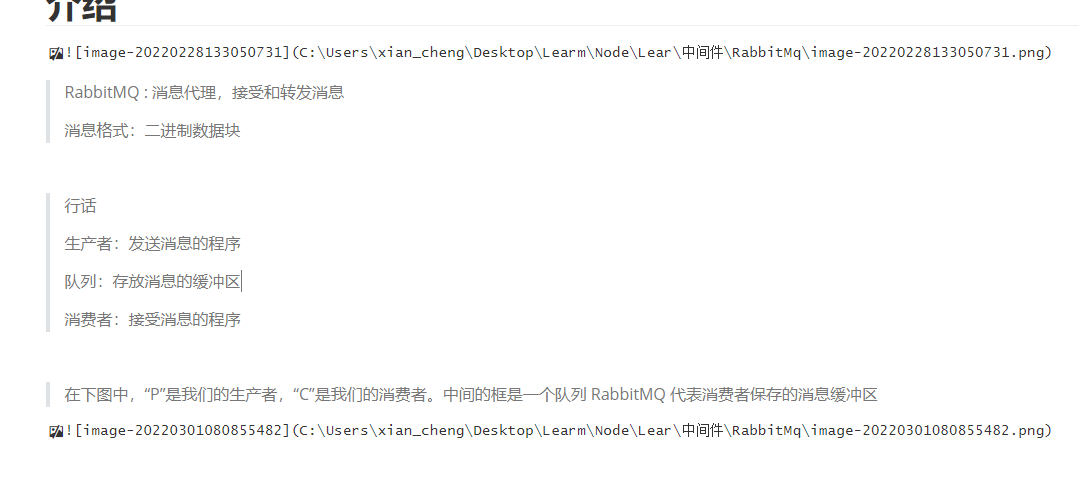 介绍
![image-20220228133050731](C:\Users\xian_cheng\Desktop\Learm\Node\Lear\中间件\RabbitMq\image-20220228133050731.png)
RabbitMQ : 消息代理，接受和转发消息
消息格式：二进制数据块
行话
生产者：发送消息的程序
队列：存放消息的缓冲区
消费者：接受消息的程序
在下图中，“P”是我们的生产者，“C”是我们的消费者。中间的框是一个队列 RabbitMQ 代表消费者保存的消息缓冲区
![image-20220301080855482](C:\Users\xian_cheng\Desktop\Learm\Node\Lear\中间件\RabbitMq\image-20220301080855482.png)